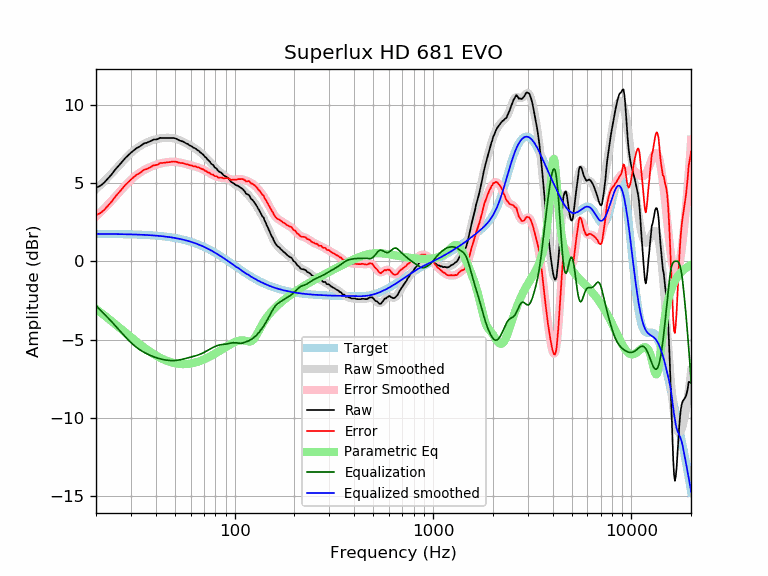 Superlux HD 681 EVO
Amplitude (dBr)
10
5
0
−5
−10
−15
Target
Raw Smoothed
Error Smoothed
Raw
Error
Parametric Eq
Equalization
Equalized smoothed
100
1000
10000
Frequency (Hz)